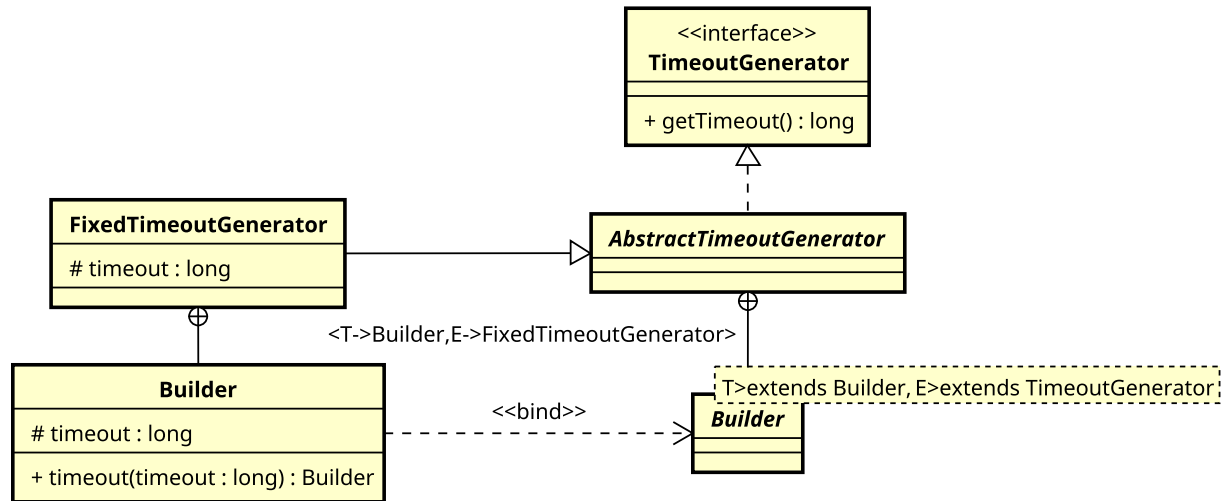 <<interface>>
TimeoutGenerator
+ getTimeout() : long
FixedTimeoutGenerator
# timeout : long
AbstractTimeoutGenerator
<T->Builder,E->FixedTimeoutGenerator>
Builder
# timeout : long
+ timeout(timeout : long) : Builder
<<bind>>
T>extends Builder, E>extends TimeoutGenerator
Builder